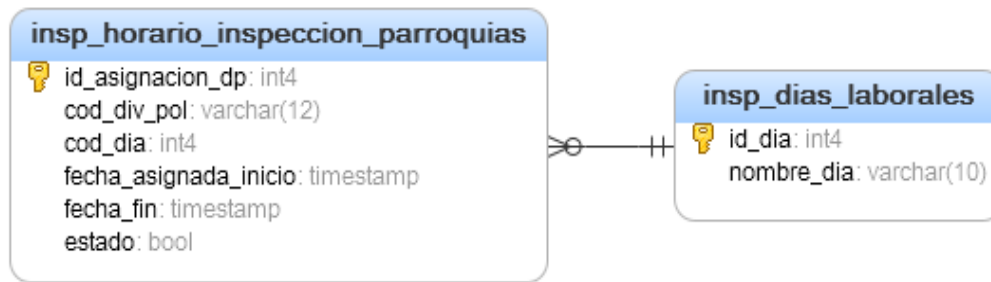 insp_horario_inspeccion_parroquias
id_asignacion_dp: int4
cod_div_pol: varchar(12)
cod_dia: int4
fecha_asignada_inicio: timestamp
fecha_fin: timestamp
estado: bool
insp_dias_laborales
id_dia: int4
nombre_dia: varchar(10)